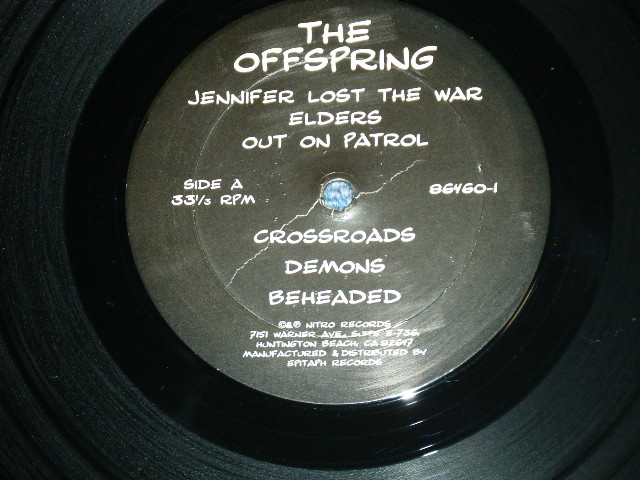 THE
OFFSPRING
JENNIFER LOST THE WAR
ELDERS
OUT ON PATROL
SIDE A
33⅓ RPM
86460-1
CROSSROADS
DEMONS
BEHEADED
©&℗ NITRO RECORDS
7151 WARNER AVE, SUITE E-736,
HUNTINGTON BEACH, CA 92647
MANUFACTURED & DISTRIBUTED BY
EPITAPH RECORDS